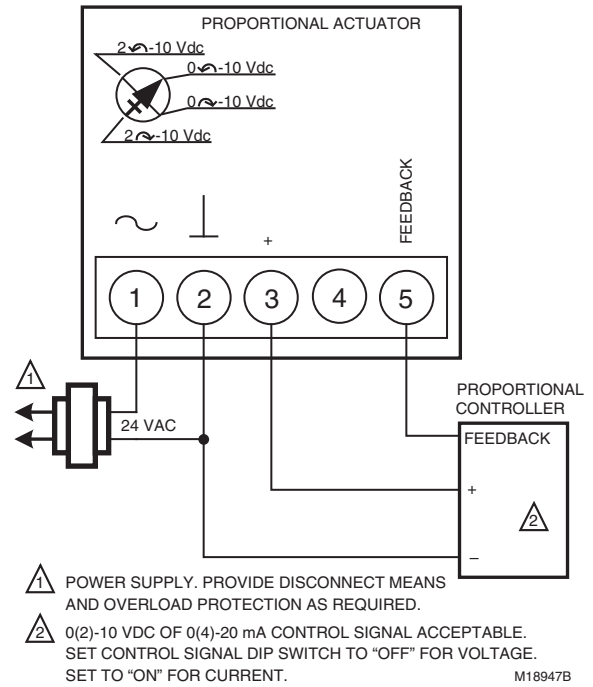 PROPORTIONAL ACTUATOR
2↶-10 Vdc
0↶-10 Vdc
0↷-10 Vdc
2↷-10 Vdc
FEEDBACK
+
1 2 3 4 5
1
24 VAC
PROPORTIONAL
CONTROLLER
FEEDBACK
+
2
–
1 POWER SUPPLY. PROVIDE DISCONNECT MEANS
AND OVERLOAD PROTECTION AS REQUIRED.
2 0(2)-10 VDC OF 0(4)-20 mA CONTROL SIGNAL ACCEPTABLE.
SET CONTROL SIGNAL DIP SWITCH TO “OFF” FOR VOLTAGE.
SET TO “ON” FOR CURRENT.
M18947B